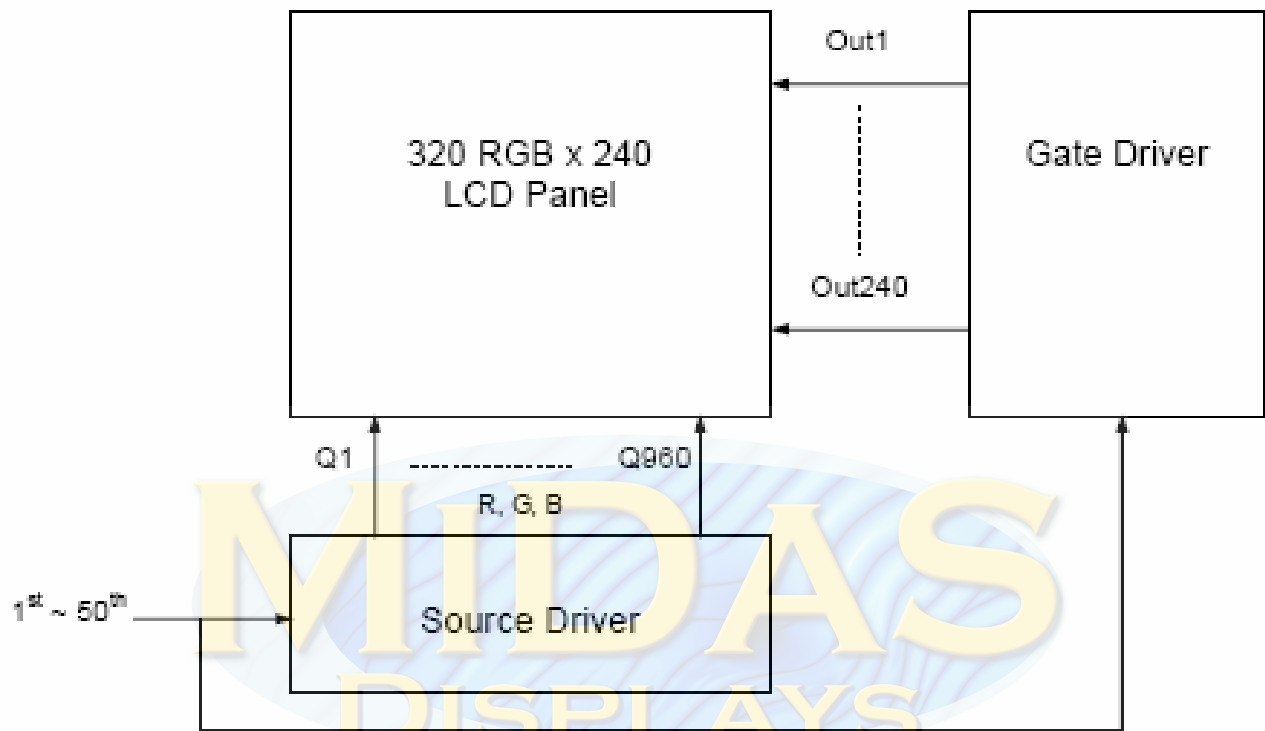 Out1
320 RGB x 240
LCD Panel
Gate Driver
Out240
Q1
Q960
R, G, B
1st ~ 50th
Source Driver
MIDAS
DISPLAYS